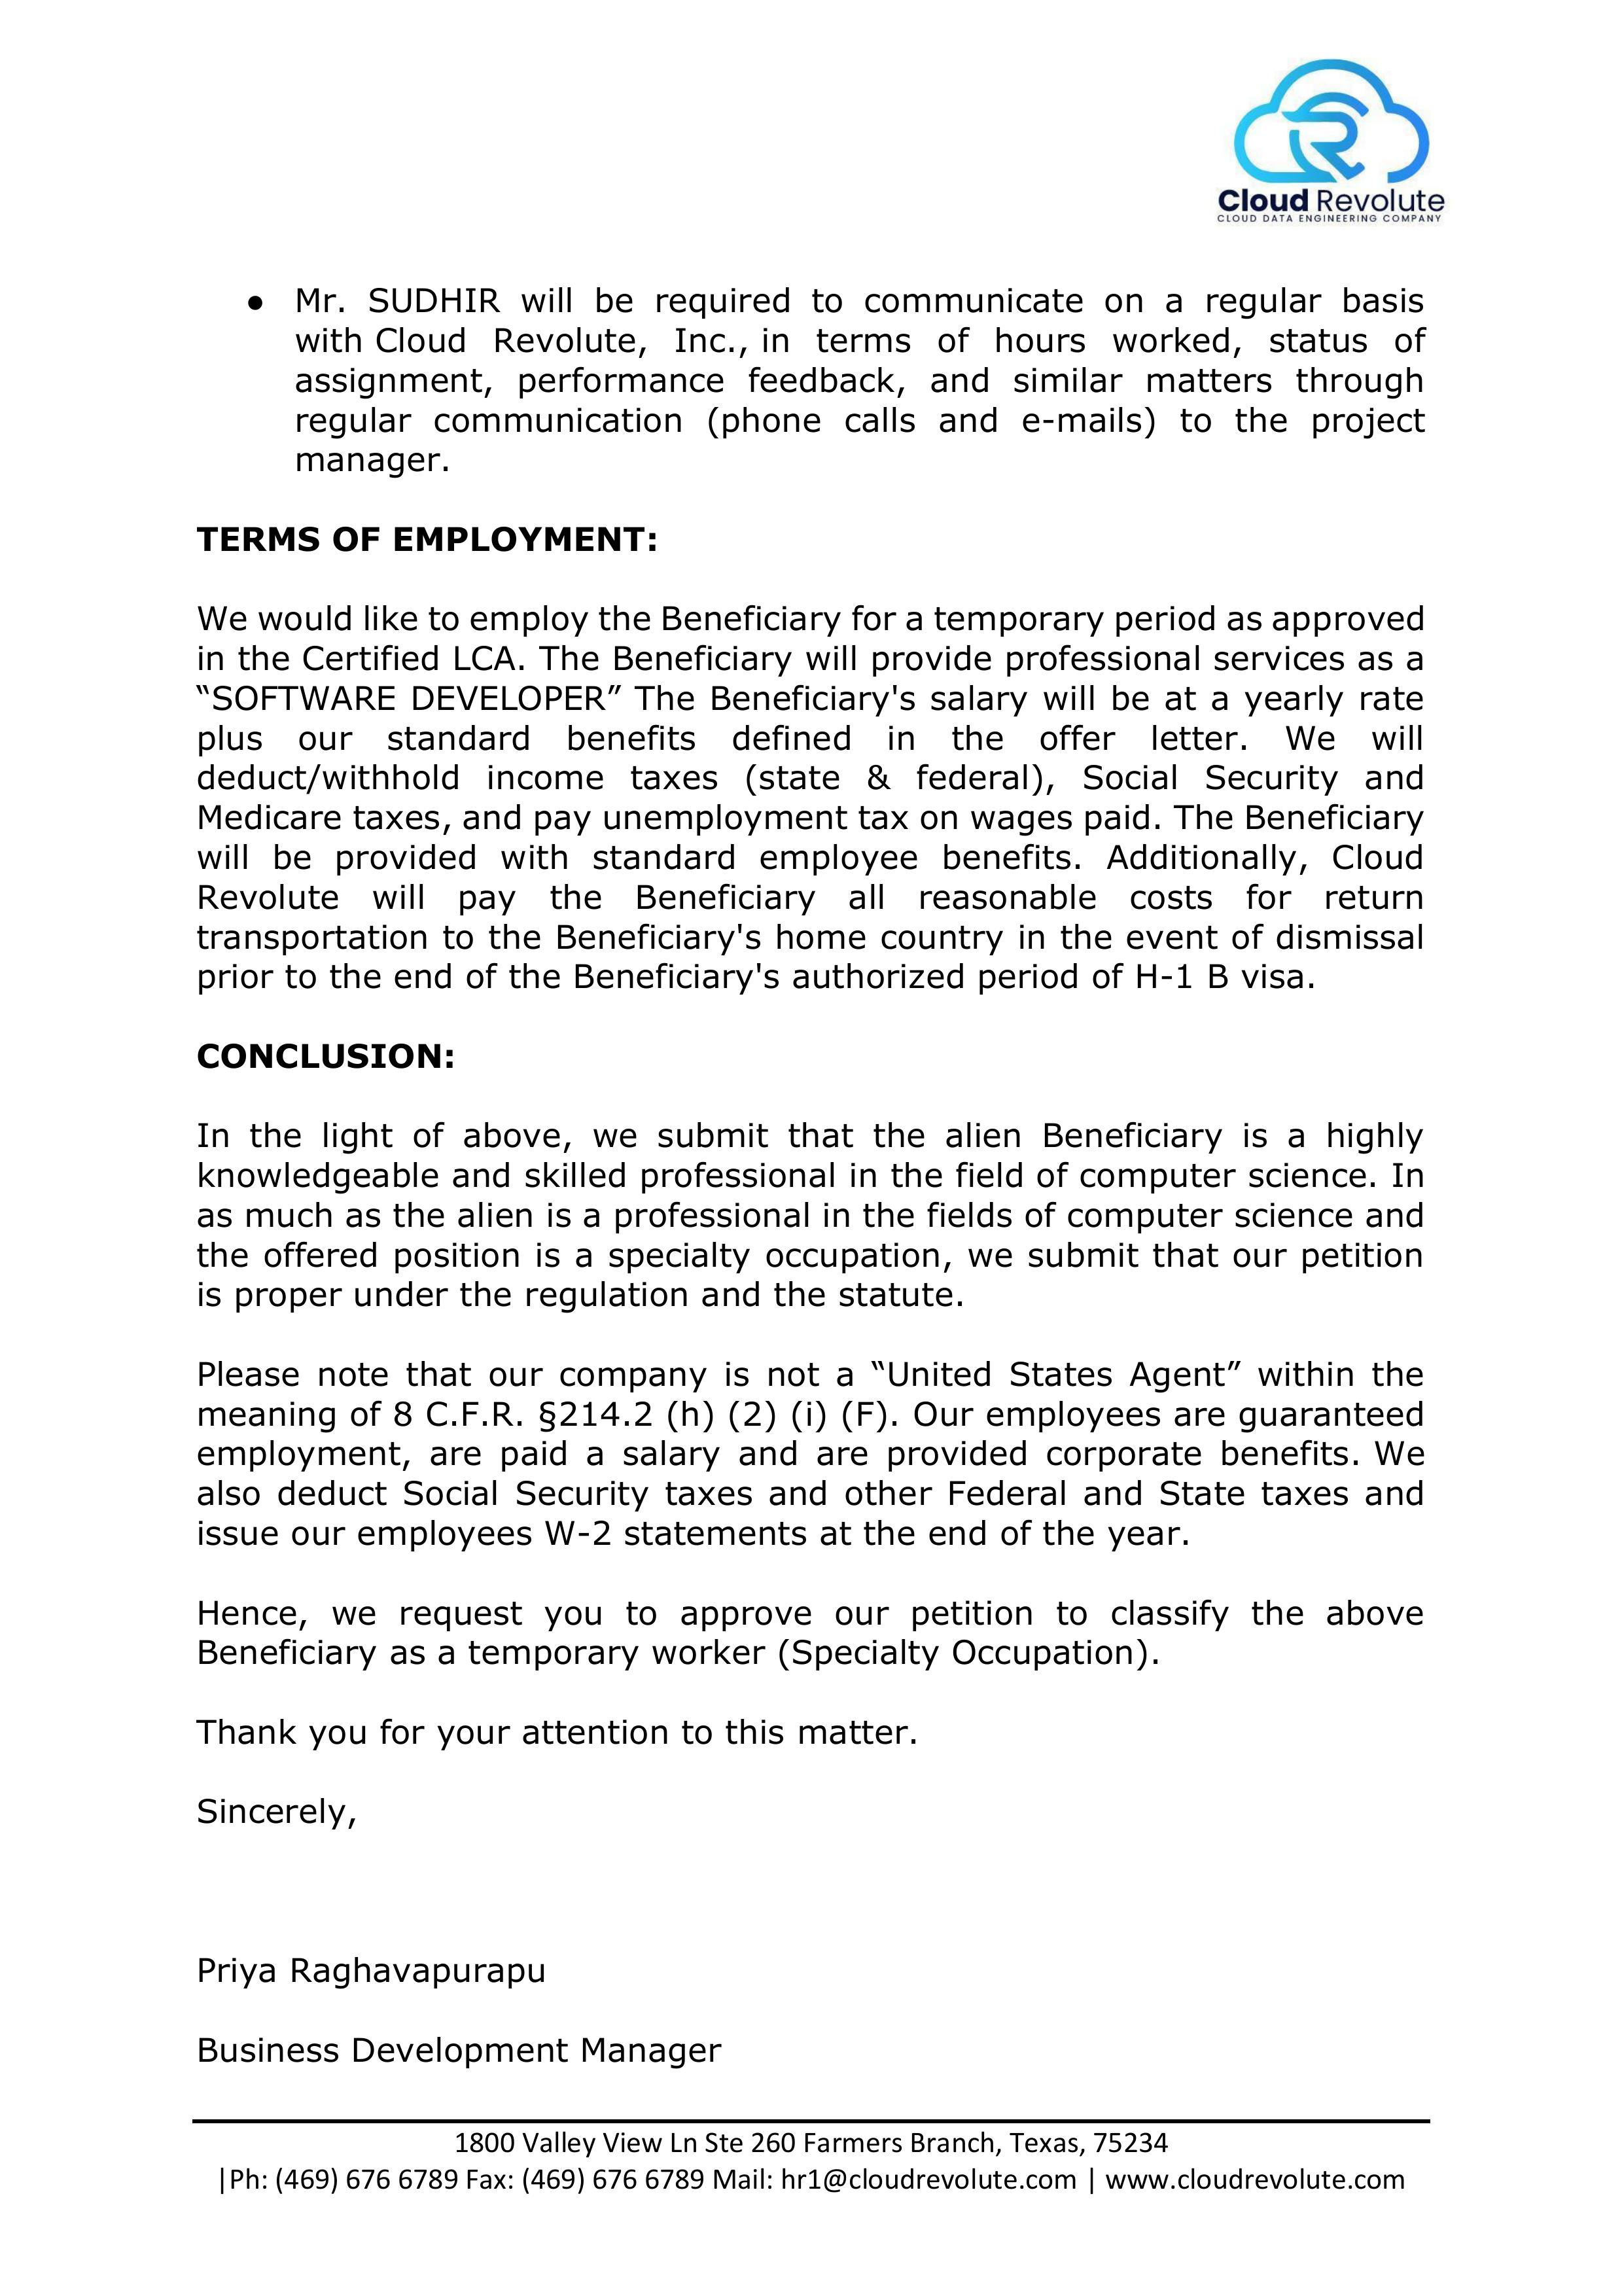 Cloud Revolute
CLOUD DATA ENGINEERING COMPANY
● Mr. SUDHIR will be required to communicate on a regular basis
with Cloud Revolute, Inc., in terms of hours worked, status of
assignment, performance feedback, and similar matters through
regular communication (phone calls and e-mails) to the project
manager.
TERMS OF EMPLOYMENT:
We would like to employ the Beneficiary for a temporary period as approved
in the Certified LCA. The Beneficiary will provide professional services as a
“SOFTWARE DEVELOPER” The Beneficiary's salary will be at a yearly rate
plus our standard benefits defined in the offer letter. We will
deduct/withhold income taxes (state & federal), Social Security and
Medicare taxes, and pay unemployment tax on wages paid. The Beneficiary
will be provided with standard employee benefits. Additionally, Cloud
Revolute will pay the Beneficiary all reasonable costs for return
transportation to the Beneficiary's home country in the event of dismissal
prior to the end of the Beneficiary's authorized period of H-1 B visa.
CONCLUSION:
In the light of above, we submit that the alien Beneficiary is a highly
knowledgeable and skilled professional in the field of computer science. In
as much as the alien is a professional in the fields of computer science and
the offered position is a specialty occupation, we submit that our petition
is proper under the regulation and the statute.
Please note that our company is not a “United States Agent” within the
meaning of 8 C.F.R. §214.2 (h) (2) (i) (F). Our employees are guaranteed
employment, are paid a salary and are provided corporate benefits. We
also deduct Social Security taxes and other Federal and State taxes and
issue our employees W-2 statements at the end of the year.
Hence, we request you to approve our petition to classify the above
Beneficiary as a temporary worker (Specialty Occupation).
Thank you for your attention to this matter.
Sincerely,
Priya Raghavapurapu
Business Development Manager
1800 Valley View Ln Ste 260 Farmers Branch, Texas, 75234
|Ph: (469) 676 6789 Fax: (469) 676 6789 Mail: hr1@cloudrevolute.com | www.cloudrevolute.com